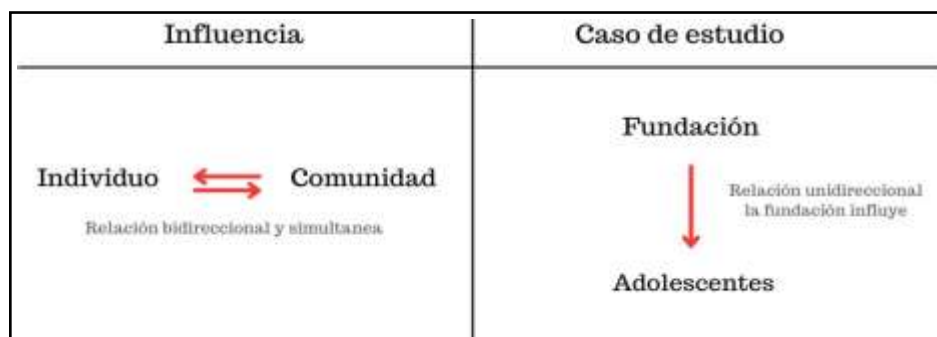 Influencia
Caso de estudio
Individuo
Comunidad
Relación bidireccional y simultanea
Fundación
Relación unidireccional
la fundación influye
Adolescentes